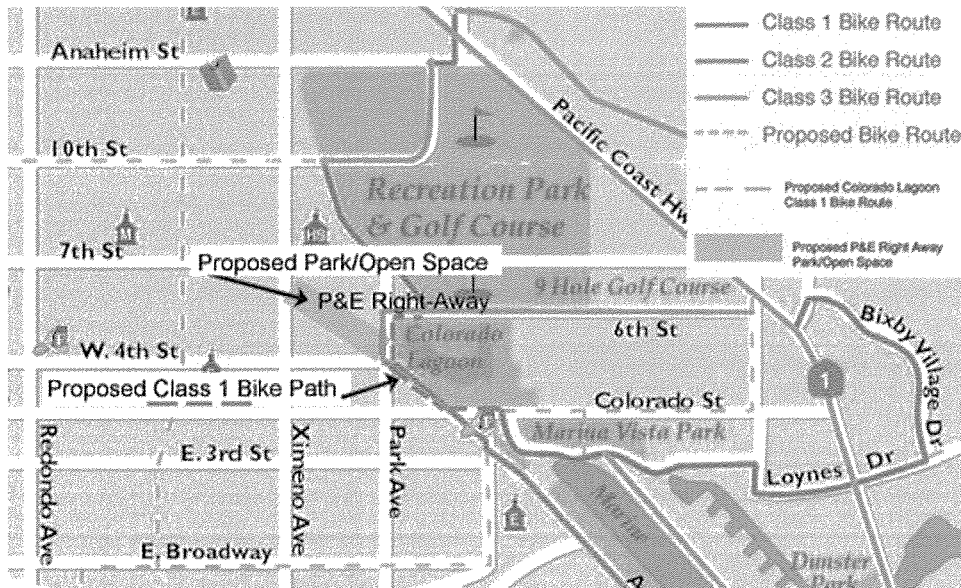 Anaheim St
10th St
7th St
W. 4th St
E. 3rd St
E. Broadway
Redondo Ave
Ximeno Ave
Park Ave
Pacific Coast Hw
Recreation Park
& Golf Course
Proposed Park/Open Space
P&E Right-Away
9 Hole Golf Course
6th St
Colorado
Lagoon
Proposed Class 1 Bike Path
Colorado St
Marina Vista Park
Marine
Loynes Dr
Bixby Village Dr
1
Dunster
Park
M
HS
E
A
Class 1 Bike Route
Class 2 Bike Route
Class 3 Bike Route
Proposed Bike Route
Proposed Colorado Lagoon
Class 1 Bike Route
Proposed P&E Right Away
Park/Open Space